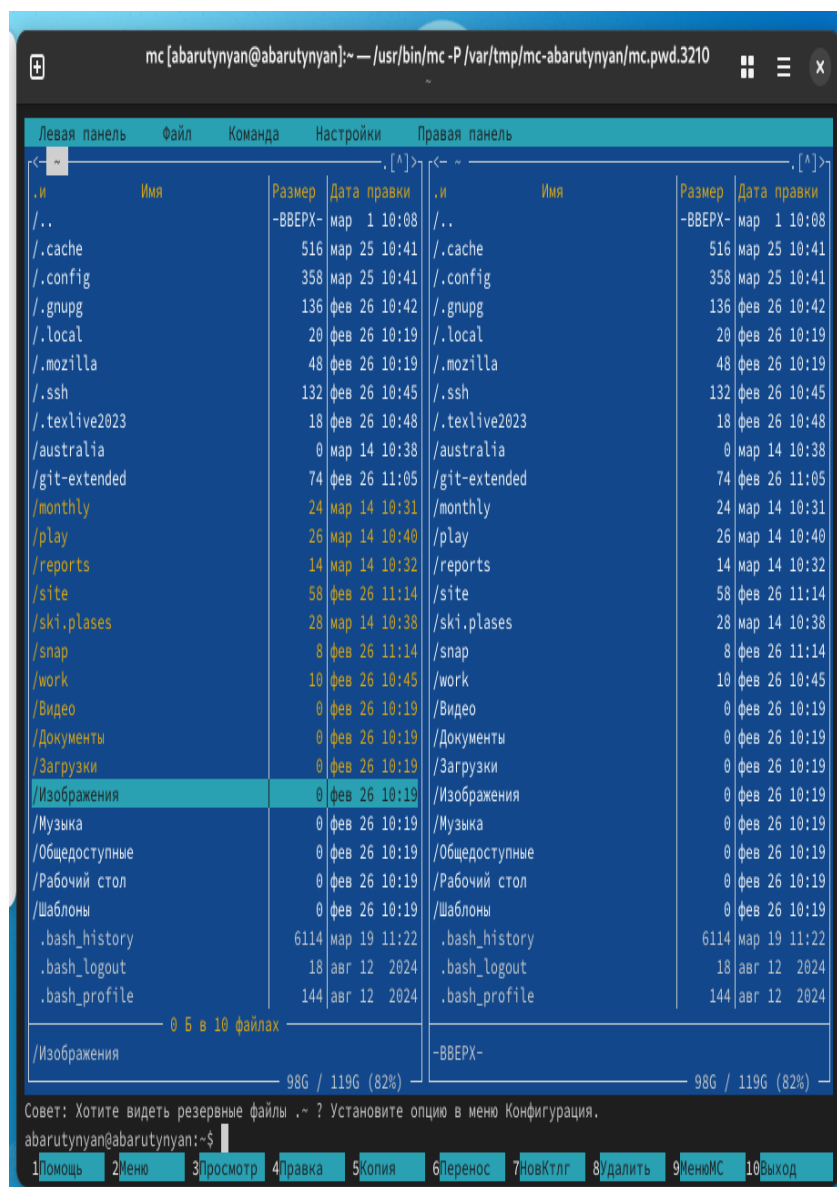 mc [abarutynyan@abarutynyan]:~ — /usr/bin/mc -P /var/tmp/mc-abarutynyan/mc.pwd.3210
~
Левая панель Файл Команда Настройки Правая панель
<─ ~ ─.[^]> <─ ~ ─.[^]>
.и Имя Размер Дата правки .и Имя Размер Дата правки
/.. -ВВЕРХ- мар 1 10:08 /.. -ВВЕРХ- мар 1 10:08
/.cache 516 мар 25 10:41 /.cache 516 мар 25 10:41
/.config 358 мар 25 10:41 /.config 358 мар 25 10:41
/.gnupg 136 фев 26 10:42 /.gnupg 136 фев 26 10:42
/.local 20 фев 26 10:19 /.local 20 фев 26 10:19
/.mozilla 48 фев 26 10:19 /.mozilla 48 фев 26 10:19
/.ssh 132 фев 26 10:45 /.ssh 132 фев 26 10:45
/.texlive2023 18 фев 26 10:48 /.texlive2023 18 фев 26 10:48
/australia 0 мар 14 10:38 /australia 0 мар 14 10:38
/git-extended 74 фев 26 11:05 /git-extended 74 фев 26 11:05
/monthly 24 мар 14 10:31 /monthly 24 мар 14 10:31
/play 26 мар 14 10:40 /play 26 мар 14 10:40
/reports 14 мар 14 10:32 /reports 14 мар 14 10:32
/site 58 фев 26 11:14 /site 58 фев 26 11:14
/ski.plases 28 мар 14 10:38 /ski.plases 28 мар 14 10:38
/snap 8 фев 26 11:14 /snap 8 фев 26 11:14
/work 10 фев 26 10:45 /work 10 фев 26 10:45
/Видео 0 фев 26 10:19 /Видео 0 фев 26 10:19
/Документы 0 фев 26 10:19 /Документы 0 фев 26 10:19
/Загрузки 0 фев 26 10:19 /Загрузки 0 фев 26 10:19
/Изображения 0 фев 26 10:19 /Изображения 0 фев 26 10:19
/Музыка 0 фев 26 10:19 /Музыка 0 фев 26 10:19
/Общедоступные 0 фев 26 10:19 /Общедоступные 0 фев 26 10:19
/Рабочий стол 0 фев 26 10:19 /Рабочий стол 0 фев 26 10:19
/Шаблоны 0 фев 26 10:19 /Шаблоны 0 фев 26 10:19
.bash_history 6114 мар 19 11:22 .bash_history 6114 мар 19 11:22
.bash_logout 18 авг 12 2024 .bash_logout 18 авг 12 2024
.bash_profile 144 авг 12 2024 .bash_profile 144 авг 12 2024
0 Б в 10 файлах
/Изображения -ВВЕРХ-
98G / 119G (82%) 98G / 119G (82%)
Совет: Хотите видеть резервные файлы .~ ? Установите опцию в меню Конфигурация.
abarutynyan@abarutynyan:~$
1Помощь 2Меню 3Просмотр 4Правка 5Копия 6Перенос 7НовКтлг 8Удалить 9МенюMC 10Выход